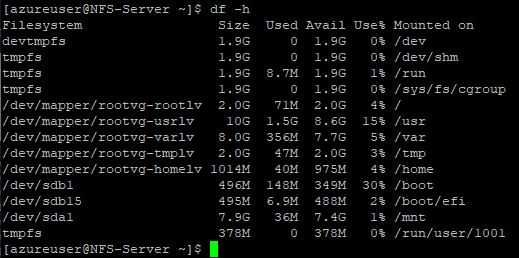 [azureuser@NFS-Server ~]$ df -h
Filesystem                 Size  Used Avail Use% Mounted on
devtmpfs                   1.9G     0  1.9G   0% /dev
tmpfs                      1.9G     0  1.9G   0% /dev/shm
tmpfs                      1.9G  8.7M  1.9G   1% /run
tmpfs                      1.9G     0  1.9G   0% /sys/fs/cgroup
/dev/mapper/rootvg-rootlv  2.0G   71M  2.0G   4% /
/dev/mapper/rootvg-usrlv    10G  1.5G  8.6G  15% /usr
/dev/mapper/rootvg-varlv   8.0G  356M  7.7G   5% /var
/dev/mapper/rootvg-tmplv   2.0G   47M  2.0G   3% /tmp
/dev/mapper/rootvg-homelv 1014M   40M  975M   4% /home
/dev/sdb1                  496M  148M  349M  30% /boot
/dev/sdb15                 495M  6.9M  488M   2% /boot/efi
/dev/sda1                  7.9G   36M  7.4G   1% /mnt
tmpfs                      378M     0  378M   0% /run/user/1001
[azureuser@NFS-Server ~]$